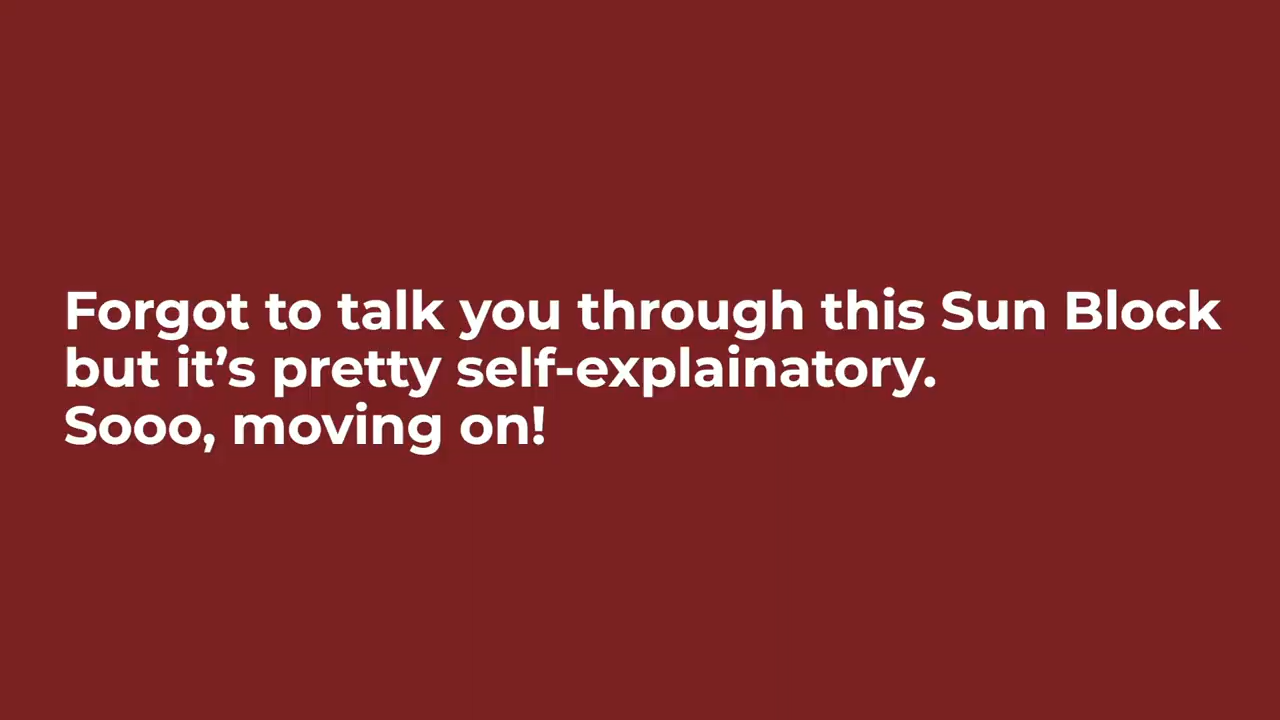 Forgot to talk you through this Sun Block
but it’s pretty self-explainatory.
Sooo, moving on!